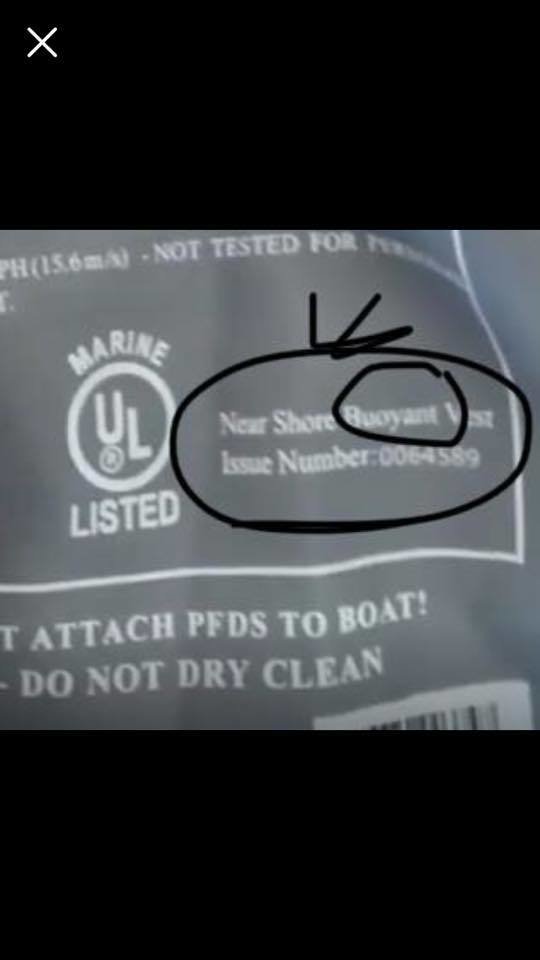 PH (15.6m/s) - NOT TESTED FOR
T.
MARINE
UL
®
LISTED
Near Shore Buoyant Vest
Issue Number: 0064589
T ATTACH PFDS TO BOAT!
- DO NOT DRY CLEAN